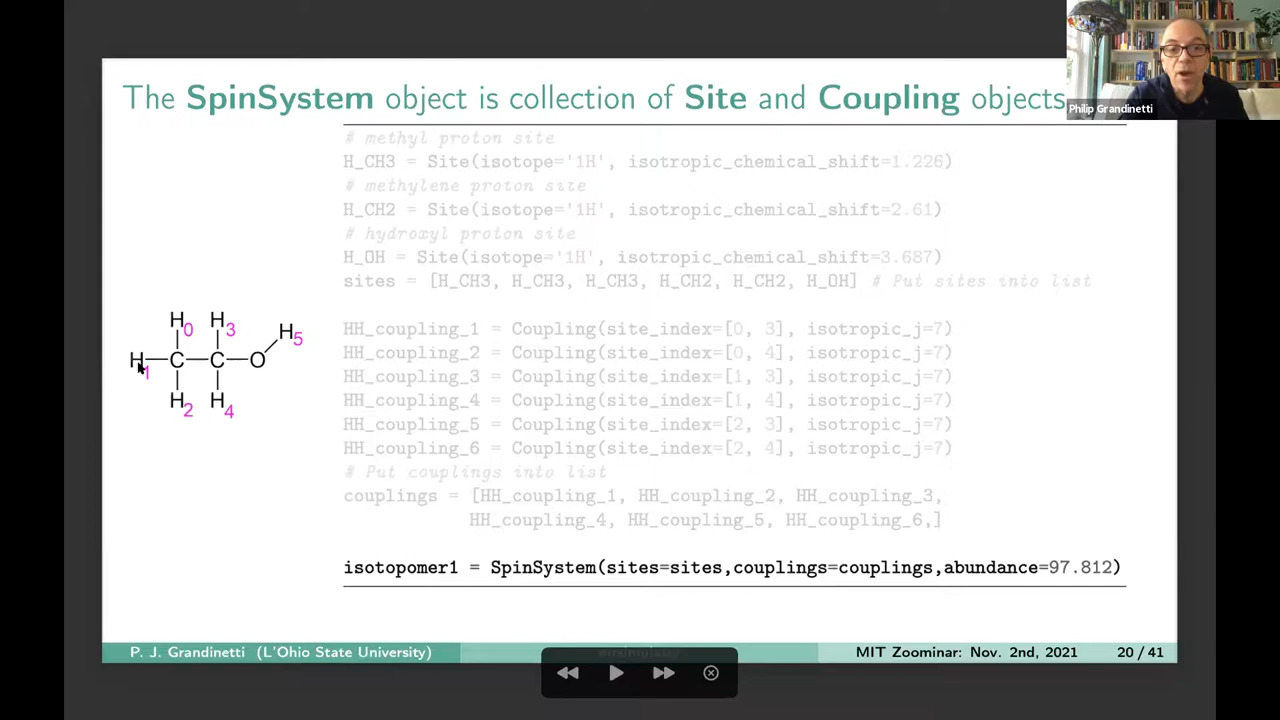 The SpinSystem object is collection of Site and Coupling objects
Philip Grandinetti
# methyl proton site
H_CH3 = Site(isotope='1H', isotropic_chemical_shift=1.226)
# methylene proton site
H_CH2 = Site(isotope='1H', isotropic_chemical_shift=2.61)
# hydroxyl proton site
H_OH = Site(isotope='1H', isotropic_chemical_shift=3.687)
sites = [H_CH3, H_CH3, H_CH3, H_CH2, H_CH2, H_OH] # Put sites into list
H0 H3 H5
H1 C C O
H2 H4
HH_coupling_1 = Coupling(site_index=[0, 3], isotropic_j=7)
HH_coupling_2 = Coupling(site_index=[0, 4], isotropic_j=7)
HH_coupling_3 = Coupling(site_index=[1, 3], isotropic_j=7)
HH_coupling_4 = Coupling(site_index=[1, 4], isotropic_j=7)
HH_coupling_5 = Coupling(site_index=[2, 3], isotropic_j=7)
HH_coupling_6 = Coupling(site_index=[2, 4], isotropic_j=7)
# Put couplings into list
couplings = [HH_coupling_1, HH_coupling_2, HH_coupling_3,
HH_coupling_4, HH_coupling_5, HH_coupling_6,]
isotopomer1 = SpinSystem(sites=sites,couplings=couplings,abundance=97.812)
P. J. Grandinetti (L'Ohio State University)
MIT Zoominar: Nov. 2nd, 2021 20 / 41